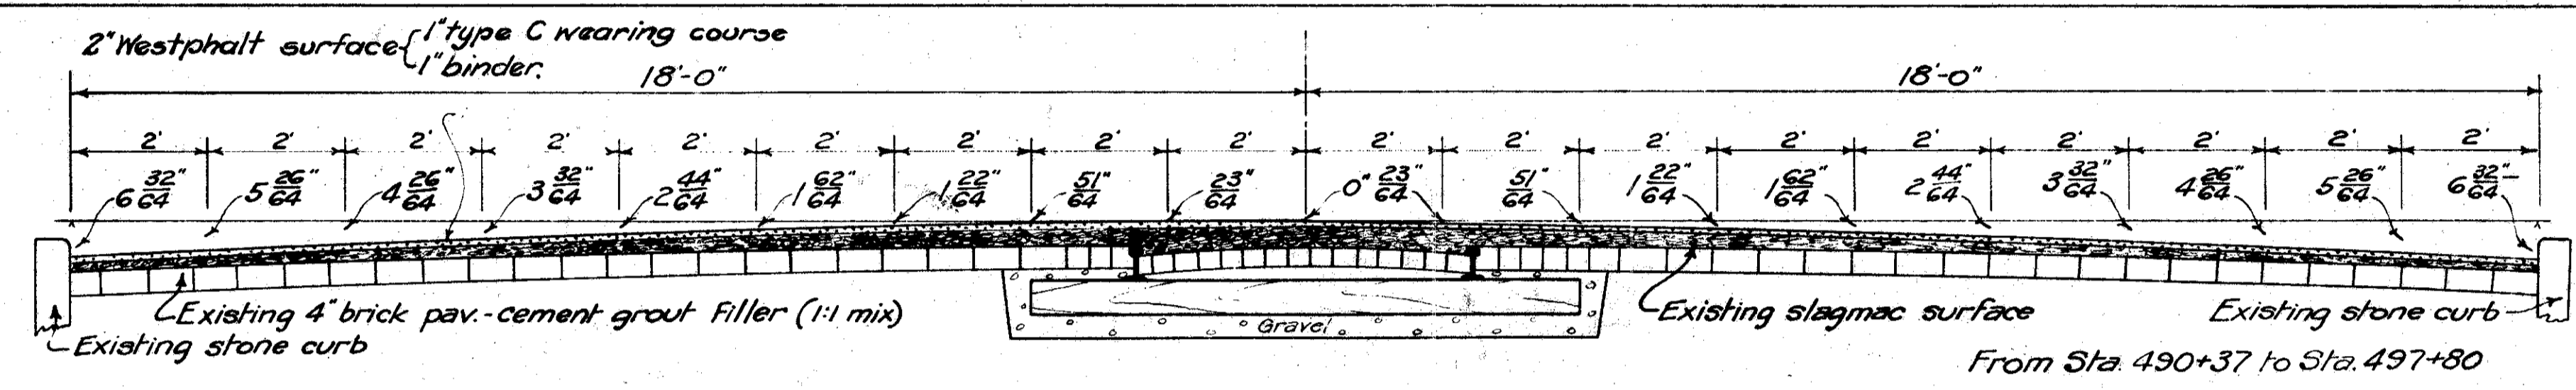 2" Westphalt surface { 1" type C wearing course
1" binder.
18'-0" 18'-0"
2' 2' 2' 2' 2' 2' 2' 2' 2' 2' 2' 2' 2' 2' 2' 2' 2' 2'
6 32/64" 5 26/64" 4 26/64" 3 32/64" 2 44/64" 1 62/64" 1 22/64" 51/64" 23/64" 0" 23/64" 51/64" 1 22/64" 1 62/64" 2 44/64" 3 32/64" 4 26/64" 5 26/64" 6 32/64"
Existing 4" brick pav.-cement grout Filler (1:1 mix)
Gravel
Existing slagmac surface
Existing stone curb
Existing stone curb
From Sta. 490+37 to Sta. 497+80